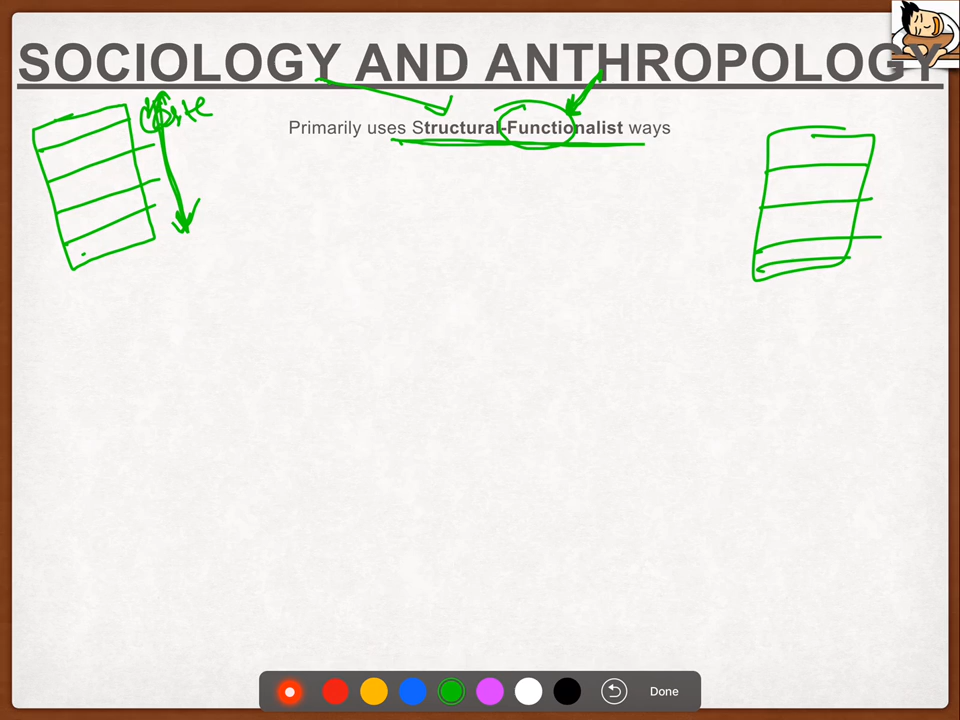 SOCIOLOGY AND ANTHROPOLOGY
Primarily uses Structural-Functionalist ways
Done